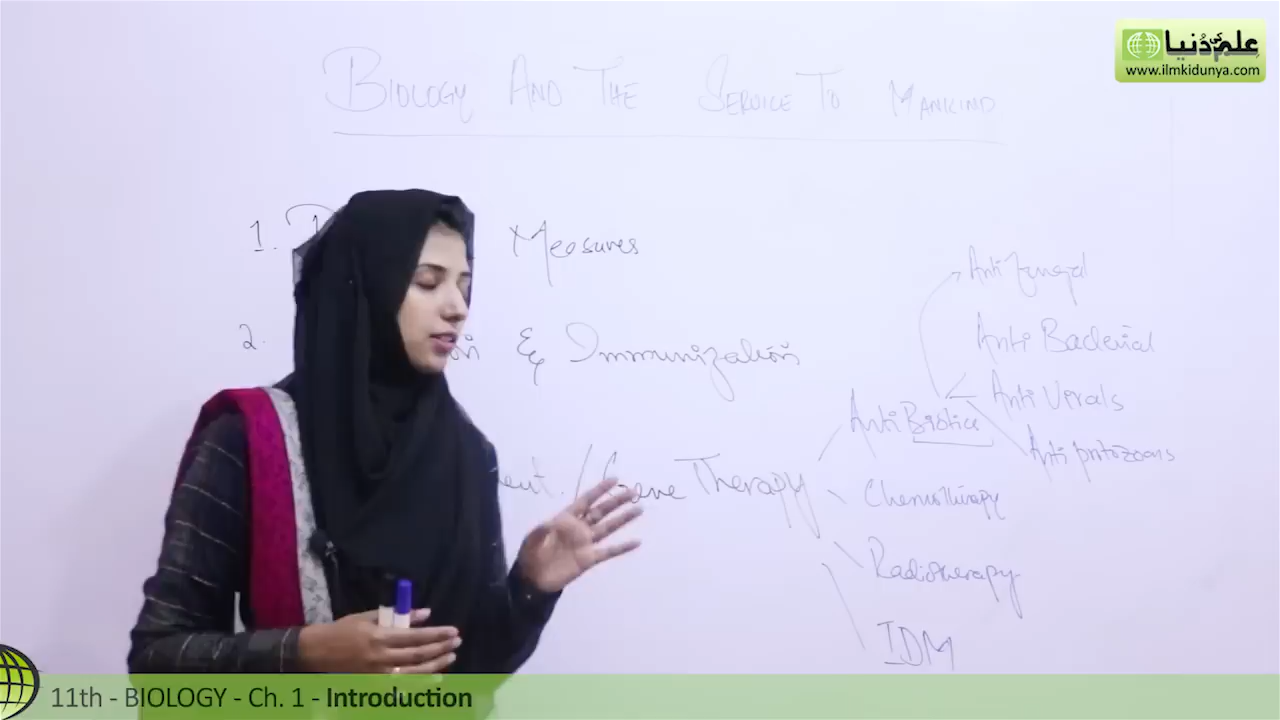 علم کی دُنیا
www.ilmkidunya.com
BIOLOGY AND THE SERVICE TO MANKIND
1. Measures
2. & Immunization
/ Gene Therapy
Anti fungal
Anti Bacterial
Anti Virals
Anti protozoans
Anti Biotics
Chemotherapy
Radiotherapy
IDM
11th - BIOLOGY - Ch. 1 - Introduction